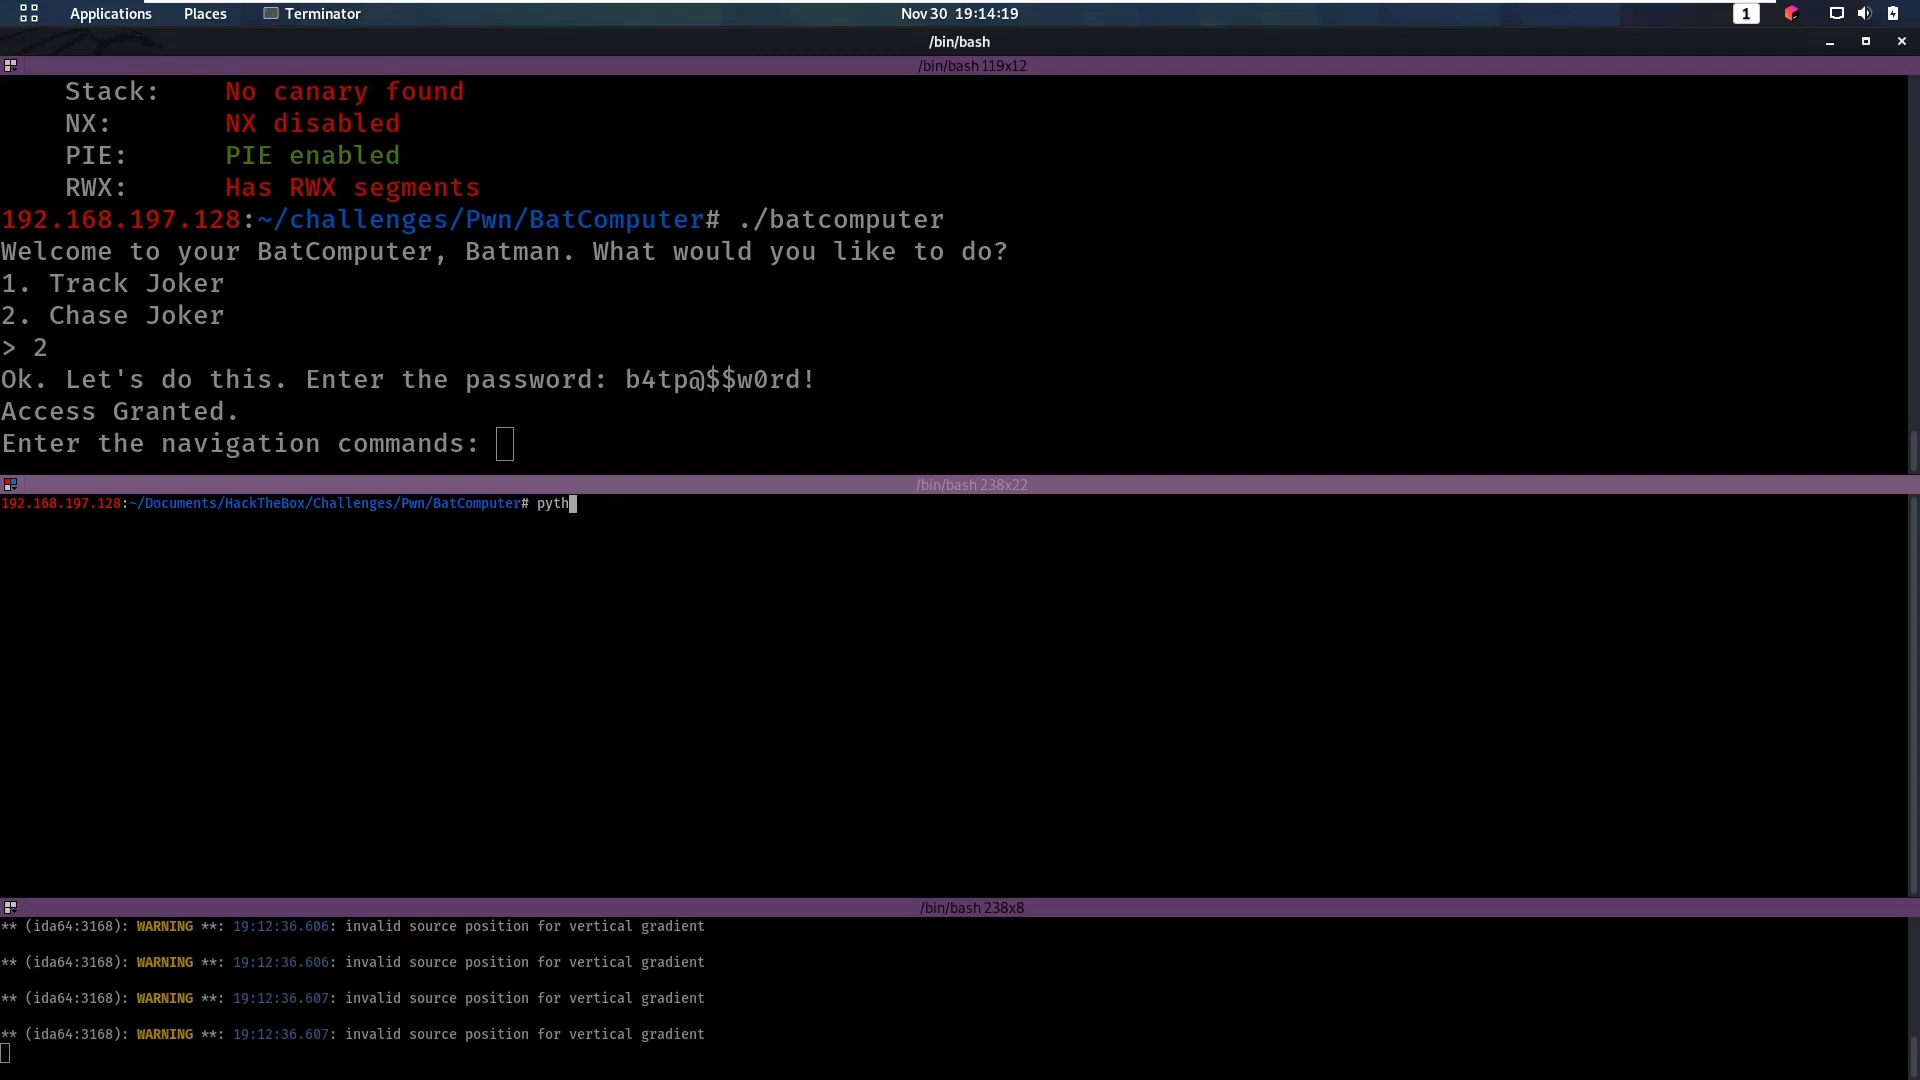 Applications Places Terminator Nov 30 19:14:19 1
/bin/bash
/bin/bash 119x12
Stack: No canary found
NX: NX disabled
PIE: PIE enabled
RWX: Has RWX segments
192.168.197.128:~/challenges/Pwn/BatComputer# ./batcomputer
Welcome to your BatComputer, Batman. What would you like to do?
1. Track Joker
2. Chase Joker
> 2
Ok. Let's do this. Enter the password: b4tp@$$w0rd!
Access Granted.
Enter the navigation commands:
/bin/bash 238x22
192.168.197.128:~/Documents/HackTheBox/Challenges/Pwn/BatComputer# pyth
/bin/bash 238x8
** (ida64:3168): WARNING **: 19:12:36.606: invalid source position for vertical gradient
** (ida64:3168): WARNING **: 19:12:36.606: invalid source position for vertical gradient
** (ida64:3168): WARNING **: 19:12:36.607: invalid source position for vertical gradient
** (ida64:3168): WARNING **: 19:12:36.607: invalid source position for vertical gradient